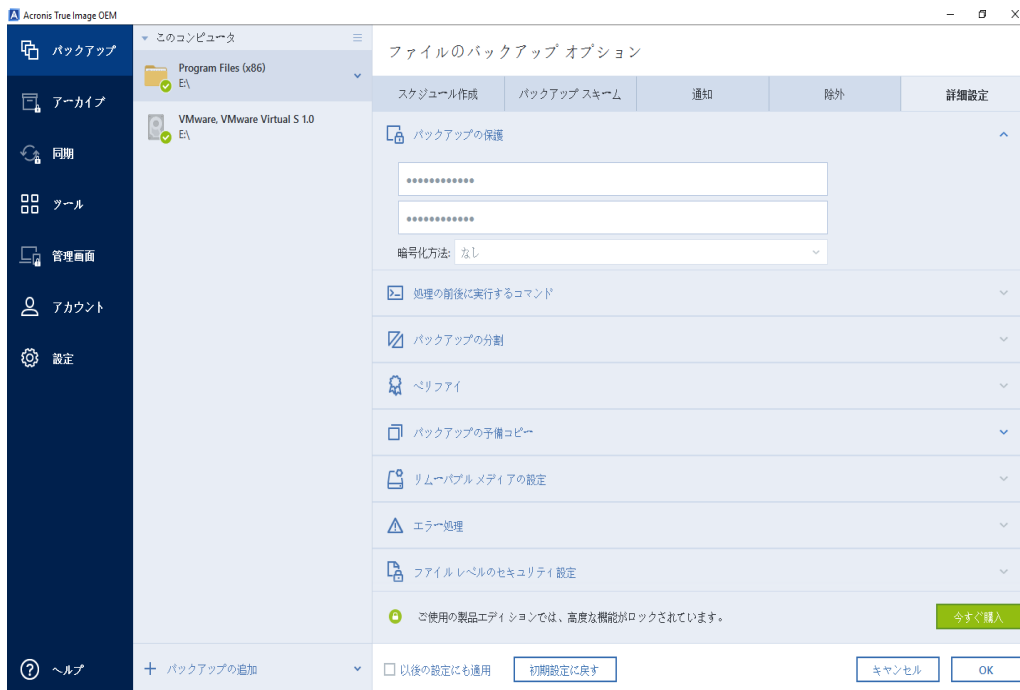 Acronis True Image OEM
バックアップ
アーカイブ
同期
ツール
管理画面
アカウント
設定
ヘルプ
このコンピュータ
Program Files (x86)
E:\
VMware, VMware Virtual S 1.0
E:\
バックアップの追加
ファイルのバックアップ オプション
スケジュール作成 バックアップ スキーム 通知 除外 詳細設定
バックアップの保護
暗号化方法: なし
処理の前後に実行するコマンド
バックアップの分割
ベリファイ
バックアップの予備コピー
リムーバブル メディアの設定
エラー処理
ファイル レベルのセキュリティ設定
ご使用の製品エディションでは、高度な機能がロックされています。 今すぐ購入
以後の設定にも適用 初期設定に戻す キャンセル OK